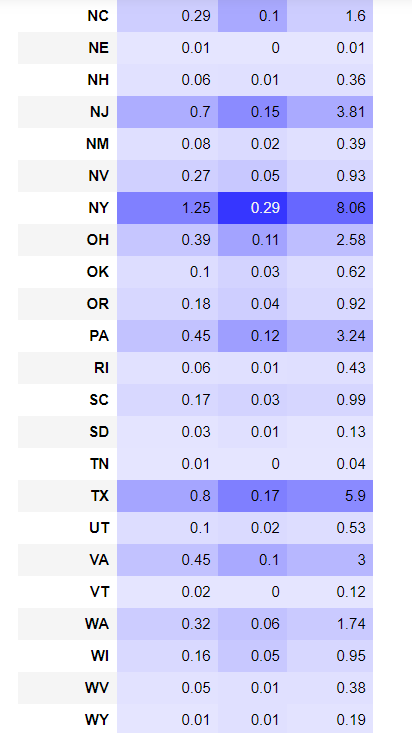 NC 0.29 0.1 1.6
NE 0.01 0 0.01
NH 0.06 0.01 0.36
NJ 0.7 0.15 3.81
NM 0.08 0.02 0.39
NV 0.27 0.05 0.93
NY 1.25 0.29 8.06
OH 0.39 0.11 2.58
OK 0.1 0.03 0.62
OR 0.18 0.04 0.92
PA 0.45 0.12 3.24
RI 0.06 0.01 0.43
SC 0.17 0.03 0.99
SD 0.03 0.01 0.13
TN 0.01 0 0.04
TX 0.8 0.17 5.9
UT 0.1 0.02 0.53
VA 0.45 0.1 3
VT 0.02 0 0.12
WA 0.32 0.06 1.74
WI 0.16 0.05 0.95
WV 0.05 0.01 0.38
WY 0.01 0.01 0.19